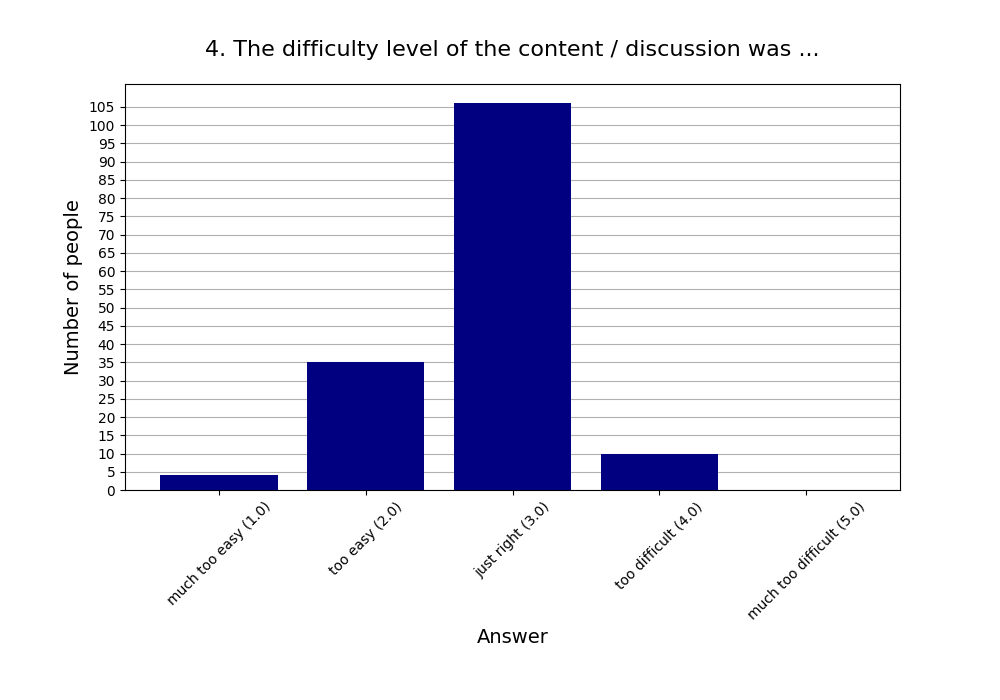 4. The difficulty level of the content / discussion was ...
Number of people
105
100
95
90
85
80
75
70
65
60
55
50
45
40
35
30
25
20
15
10
5
0
much too easy (1.0)
too easy (2.0)
just right (3.0)
too difficult (4.0)
much too difficult (5.0)
Answer